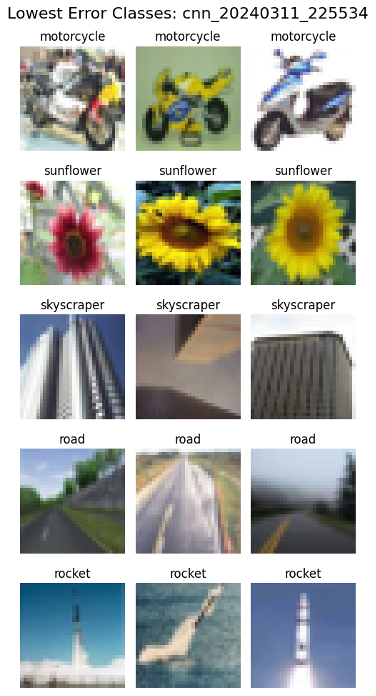 Lowest Error Classes: cnn_20240311_225534
motorcycle motorcycle motorcycle
sunflower sunflower sunflower
skyscraper skyscraper skyscraper
road road road
rocket rocket rocket